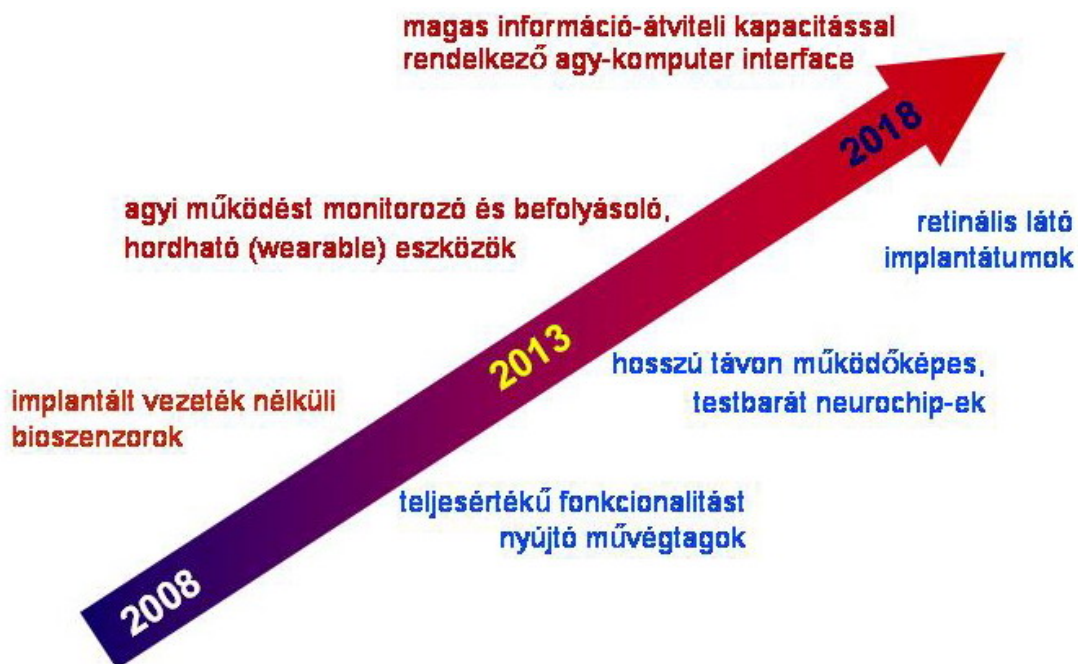 magas információ-átviteli kapacitással
rendelkező agy-komputer interface
2018
agyi működést monitorozó és befolyásoló,
hordható (wearable) eszközök
retinális látó
implantátumok
2013
hosszú távon működőképes,
testbarát neurochip-ek
implantált vezeték nélküli
bioszenzorok
teljesértékű fonkcionalitást
nyújtó művégtagok
2008